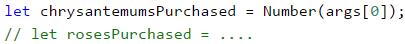 let chrysantemumsPurchased = Number(args[0]);
// let rosesPurchased = ....